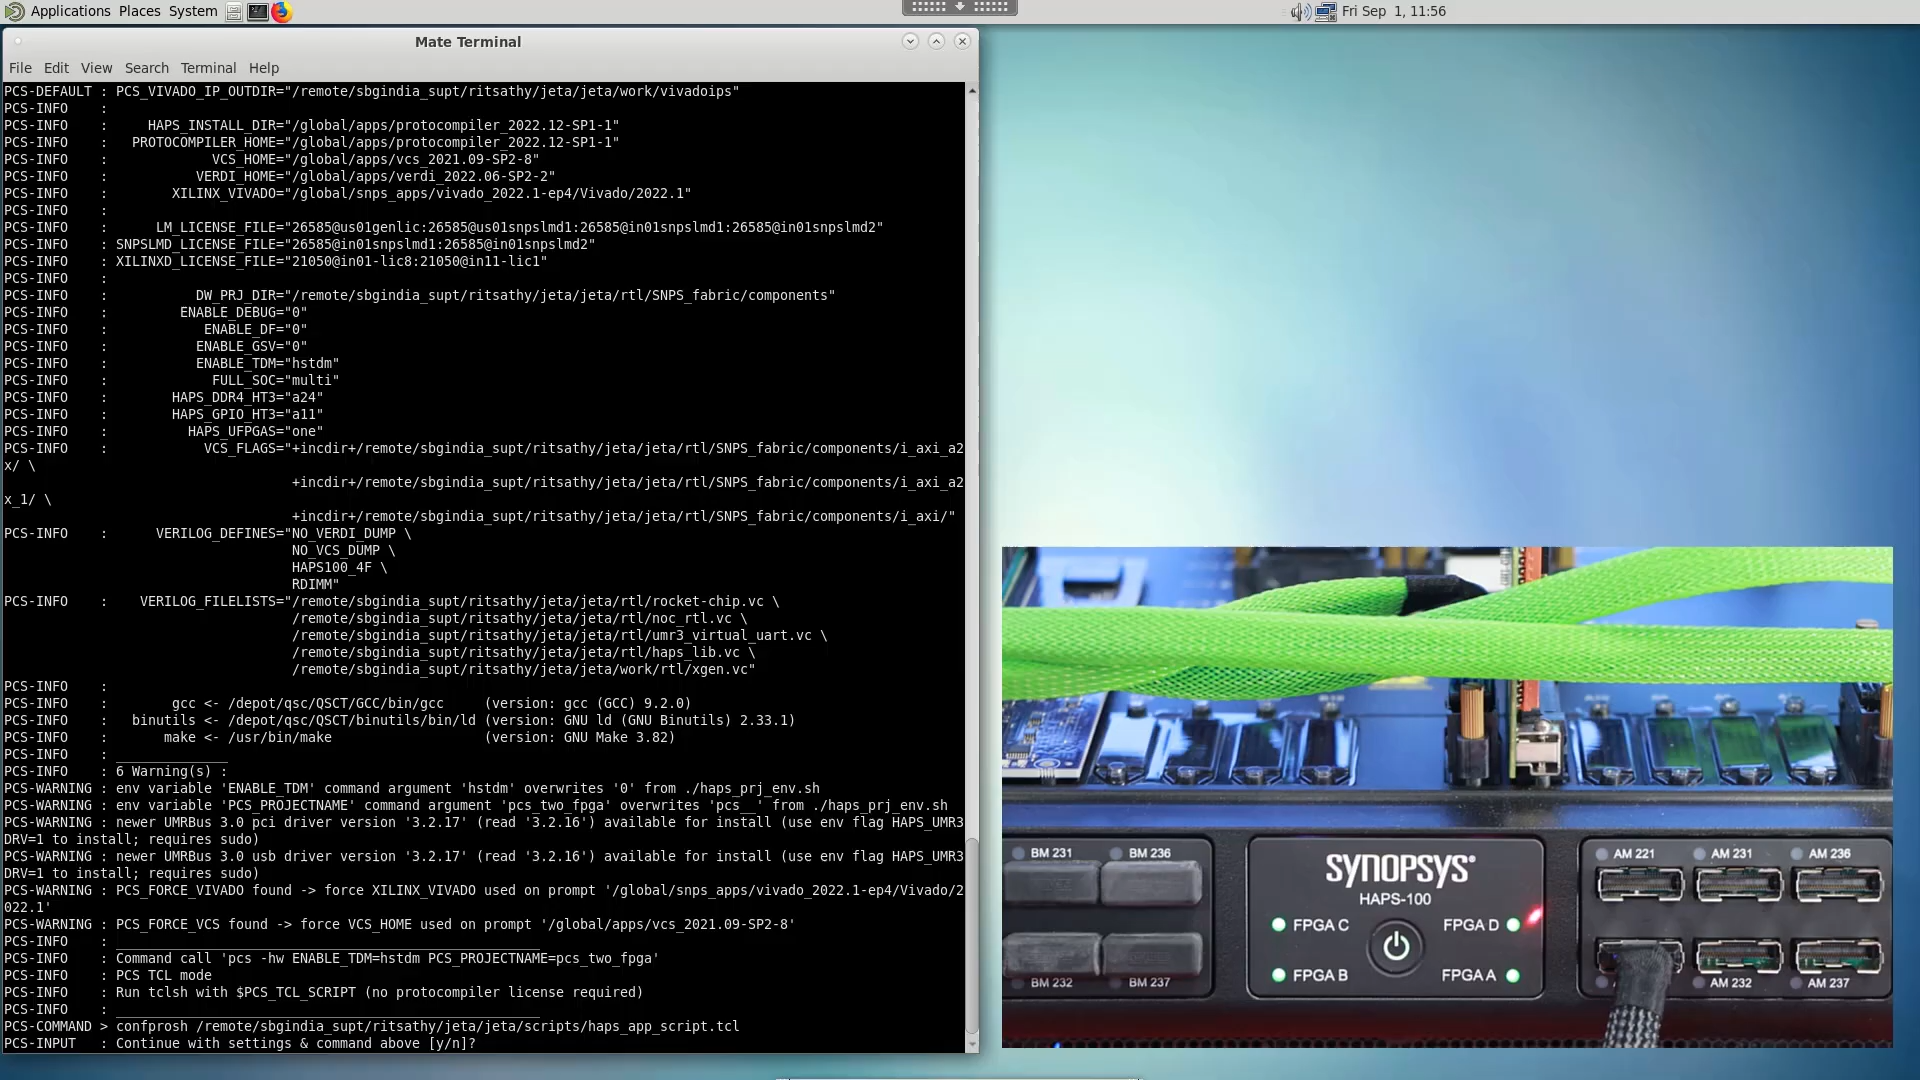 Applications Places System
Fri Sep 1, 11:56
Mate Terminal
File Edit View Search Terminal Help
PCS-DEFAULT : PCS_VIVADO_IP_OUTDIR="/remote/sbgindia_supt/ritsathy/jeta/jeta/work/vivadoips"
PCS-INFO :
PCS-INFO : HAPS_INSTALL_DIR="/global/apps/protocompiler_2022.12-SP1-1"
PCS-INFO : PROTOCOMPILER_HOME="/global/apps/protocompiler_2022.12-SP1-1"
PCS-INFO : VCS_HOME="/global/apps/vcs_2021.09-SP2-8"
PCS-INFO : VERDI_HOME="/global/apps/verdi_2022.06-SP2-2"
PCS-INFO : XILINX_VIVADO="/global/snps_apps/vivado_2022.1-ep4/Vivado/2022.1"
PCS-INFO :
PCS-INFO : LM_LICENSE_FILE="26585@us01genlic:26585@us01snpslmd1:26585@in01snpslmd1:26585@in01snpslmd2"
PCS-INFO : SNPSLMD_LICENSE_FILE="26585@in01snpslmd1:26585@in01snpslmd2"
PCS-INFO : XILINXD_LICENSE_FILE="21050@in01-lic8:21050@in11-lic1"
PCS-INFO :
PCS-INFO : DW_PRJ_DIR="/remote/sbgindia_supt/ritsathy/jeta/jeta/rtl/SNPS_fabric/components"
PCS-INFO : ENABLE_DEBUG="0"
PCS-INFO : ENABLE_DF="0"
PCS-INFO : ENABLE_GSV="0"
PCS-INFO : ENABLE_TDM="hstdm"
PCS-INFO : FULL_SOC="multi"
PCS-INFO : HAPS_DDR4_HT3="a24"
PCS-INFO : HAPS_GPIO_HT3="a11"
PCS-INFO : HAPS_UFPGAS="one"
PCS-INFO : VCS_FLAGS="+incdir+/remote/sbgindia_supt/ritsathy/jeta/jeta/rtl/SNPS_fabric/components/i_axi_a2
x/ \
+incdir+/remote/sbgindia_supt/ritsathy/jeta/jeta/rtl/SNPS_fabric/components/i_axi_a2
x_1/ \
+incdir+/remote/sbgindia_supt/ritsathy/jeta/jeta/rtl/SNPS_fabric/components/i_axi/"
PCS-INFO : VERILOG_DEFINES="NO_VERDI_DUMP \
NO_VCS_DUMP \
HAPS100_4F \
RDIMM"
PCS-INFO : VERILOG_FILELISTS="/remote/sbgindia_supt/ritsathy/jeta/jeta/rtl/rocket-chip.vc \
/remote/sbgindia_supt/ritsathy/jeta/jeta/rtl/noc_rtl.vc \
/remote/sbgindia_supt/ritsathy/jeta/jeta/rtl/umr3_virtual_uart.vc \
/remote/sbgindia_supt/ritsathy/jeta/jeta/rtl/haps_lib.vc \
/remote/sbgindia_supt/ritsathy/jeta/jeta/work/rtl/xgen.vc"
PCS-INFO :
PCS-INFO : gcc <- /depot/qsc/QSCT/GCC/bin/gcc (version: gcc (GCC) 9.2.0)
PCS-INFO : binutils <- /depot/qsc/QSCT/binutils/bin/ld (version: GNU ld (GNU Binutils) 2.33.1)
PCS-INFO : make <- /usr/bin/make (version: GNU Make 3.82)
PCS-INFO : ______________
PCS-INFO : 6 Warning(s) :
PCS-WARNING : env variable 'ENABLE_TDM' command argument 'hstdm' overwrites '0' from ./haps_prj_env.sh
PCS-WARNING : env variable 'PCS_PROJECTNAME' command argument 'pcs_two_fpga' overwrites 'pcs__' from ./haps_prj_env.sh
PCS-WARNING : newer UMRBus 3.0 pci driver version '3.2.17' (read '3.2.16') available for install (use env flag HAPS_UMR3
DRV=1 to install; requires sudo)
PCS-WARNING : newer UMRBus 3.0 usb driver version '3.2.17' (read '3.2.16') available for install (use env flag HAPS_UMR3
DRV=1 to install; requires sudo)
PCS-WARNING : PCS_FORCE_VIVADO found -> force XILINX_VIVADO used on prompt '/global/snps_apps/vivado_2022.1-ep4/Vivado/2
022.1'
PCS-WARNING : PCS_FORCE_VCS found -> force VCS_HOME used on prompt '/global/apps/vcs_2021.09-SP2-8'
PCS-INFO : _____________________________________________________
PCS-INFO : Command call 'pcs -hw ENABLE_TDM=hstdm PCS_PROJECTNAME=pcs_two_fpga'
PCS-INFO : PCS TCL mode
PCS-INFO : Run tclsh with $PCS_TCL_SCRIPT (no protocompiler license required)
PCS-INFO : _____________________________________________________
PCS-COMMAND > confprosh /remote/sbgindia_supt/ritsathy/jeta/jeta/scripts/haps_app_script.tcl
PCS-INPUT : Continue with settings & command above [y/n]?
BM 231 BM 236
BM 232 BM 237
SYNOPSYS®
HAPS-100
FPGA C FPGA D
FPGA B FPGA A
AM 221 AM 231 AM 236
AM 232 AM 237